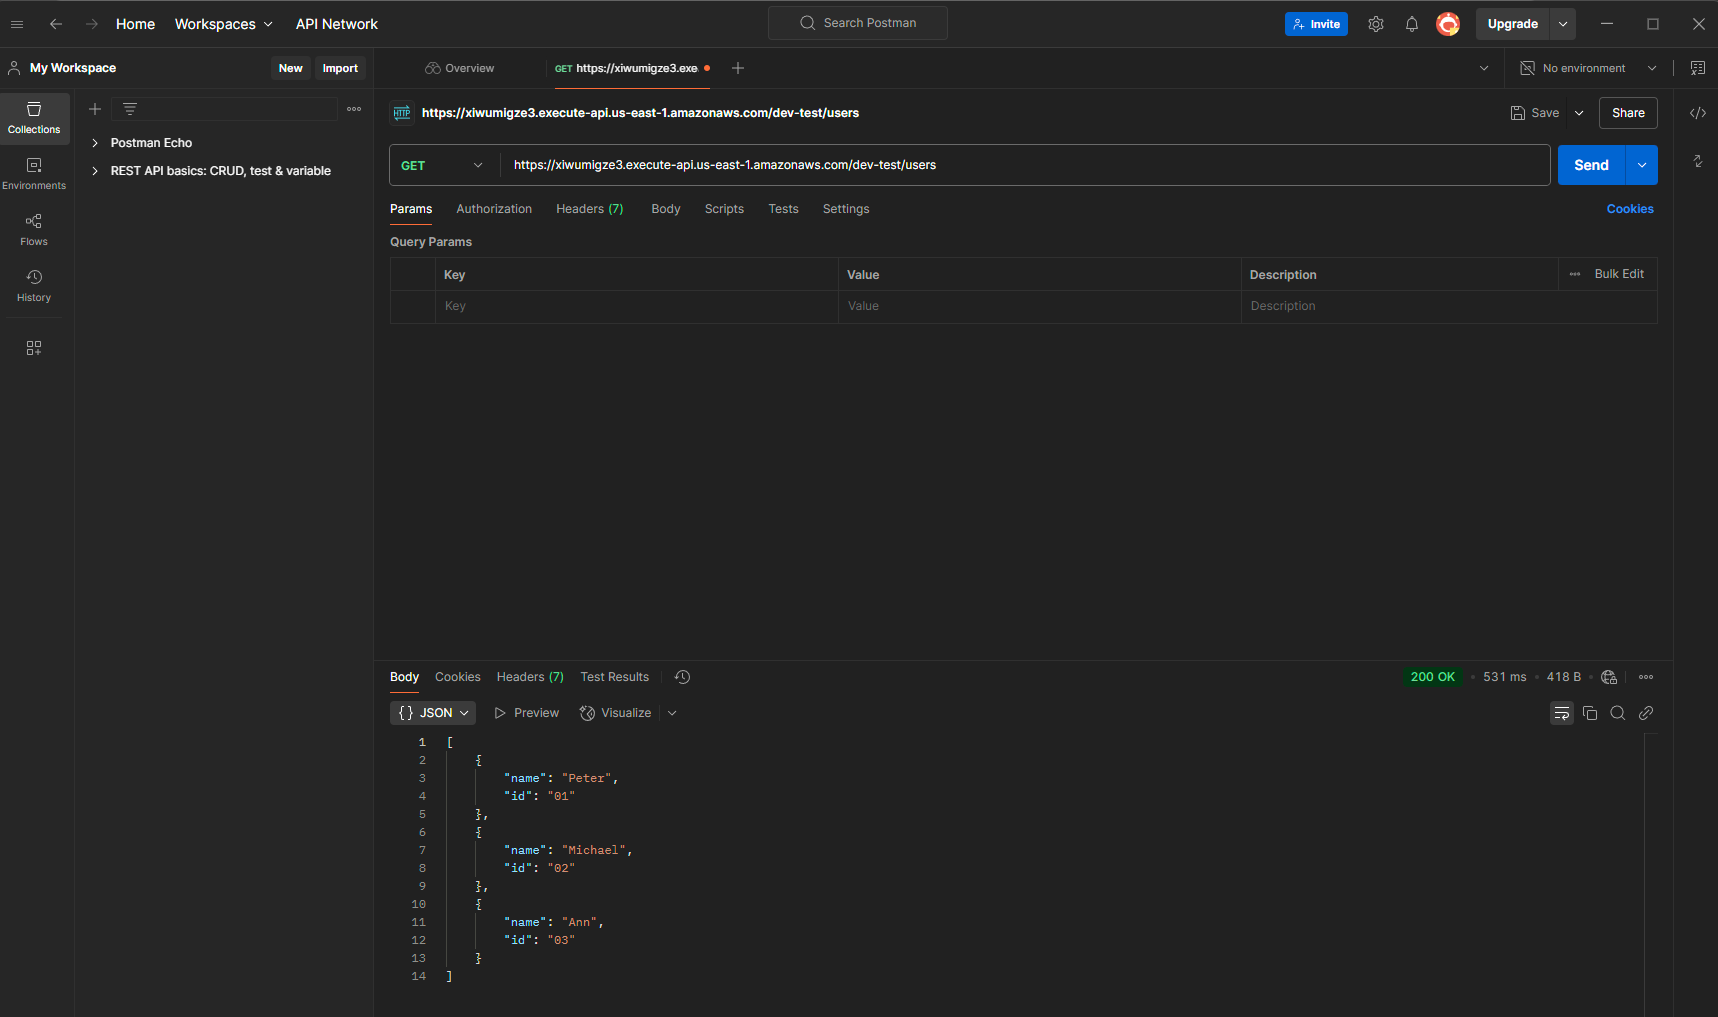 Home
Workspaces
API Network
Search Postman
Invite
Upgrade
My Workspace
New
Import
Overview
GET https://xiwumigze3.exe
No environment
Collections
Environments
Flows
History
Postman Echo
REST API basics: CRUD, test & variable
HTTP
https://xiwumigze3.execute-api.us-east-1.amazonaws.com/dev-test/users
Save
Share
GET
https://xiwumigze3.execute-api.us-east-1.amazonaws.com/dev-test/users
Send
Params
Authorization
Headers (7)
Body
Scripts
Tests
Settings
Cookies
Query Params
Key
Value
Description
Bulk Edit
Key
Value
Description
Body
Cookies
Headers (7)
Test Results
200 OK
531 ms
418 B
{} JSON
Preview
Visualize
1 [
2 {
3 "name": "Peter",
4 "id": "01"
5 },
6 {
7 "name": "Michael",
8 "id": "02"
9 },
10 {
11 "name": "Ann",
12 "id": "03"
13 }
14 ]